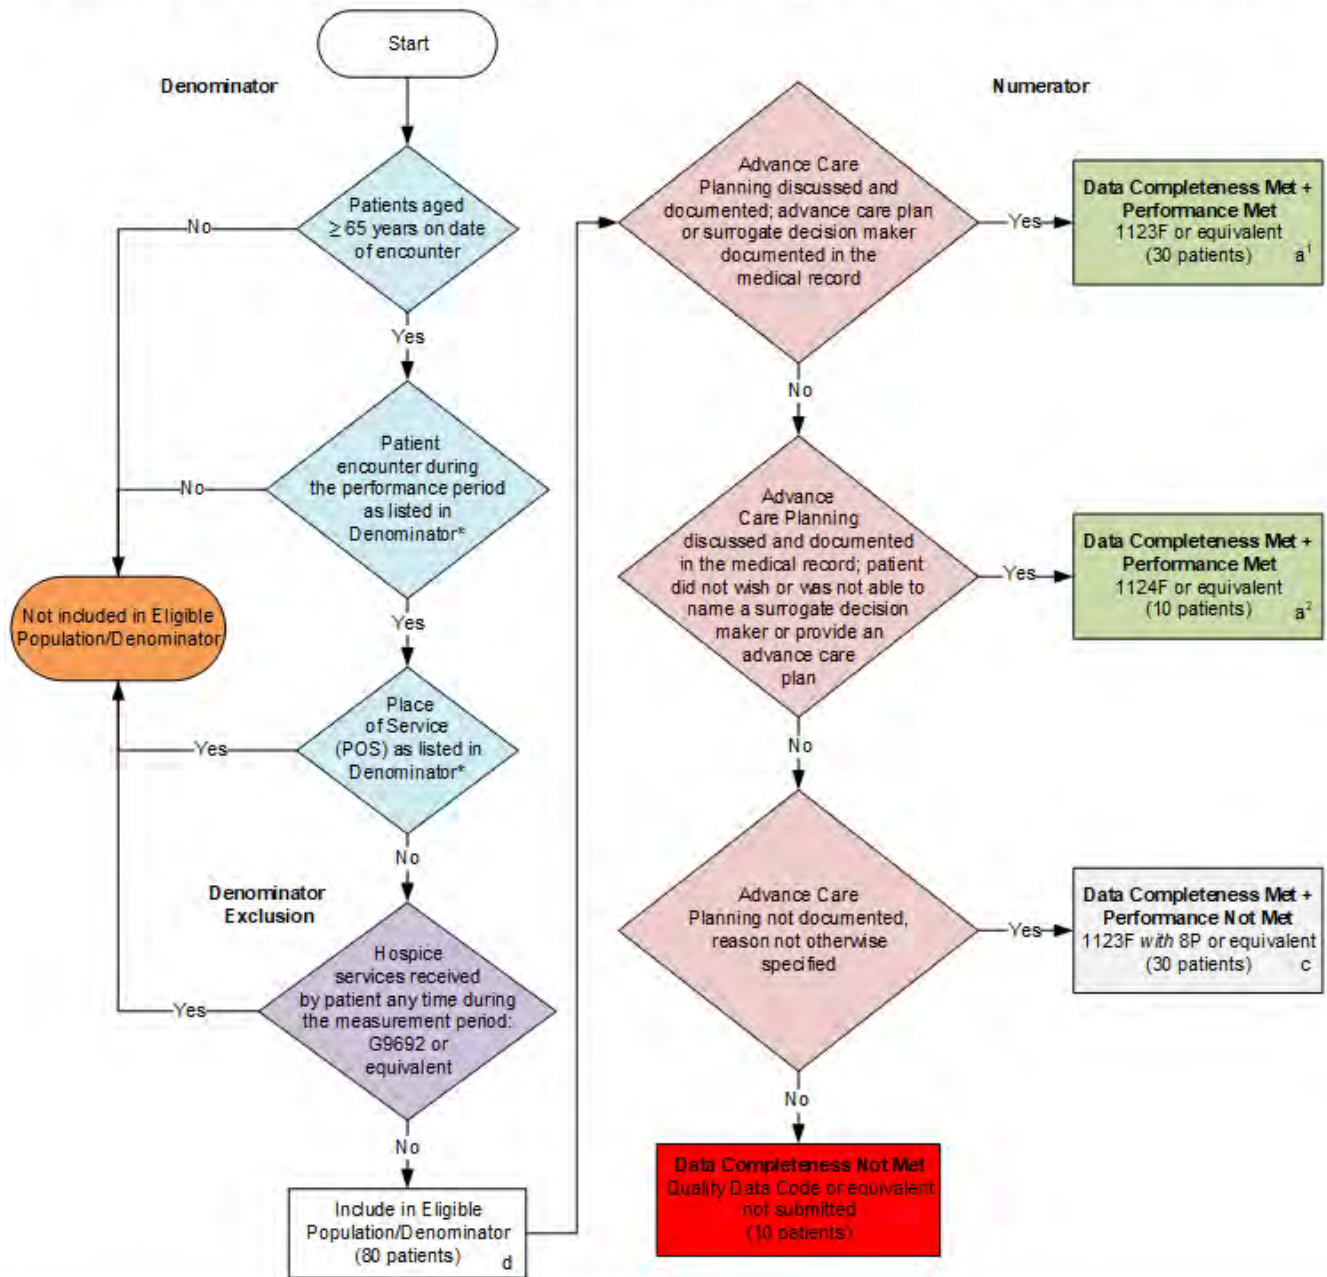 Start
Denominator
Patients aged
≥ 65 years on date
of encounter
No
Yes
Patient
encounter during
the performance period
as listed in
Denominator*
No
Yes
Not included in Eligible
Population/Denominator
Place
of Service
(POS) as listed in
Denominator*
Yes
No
Denominator
Exclusion
Hospice
services received
by patient any time during
the measurement period:
G9692 or
equivalent
Yes
No
Include in Eligible
Population/Denominator
(80 patients)
d
Numerator
Advance Care
Planning discussed and
documented; advance care plan
or surrogate decision maker
documented in the
medical record
Yes
Data Completeness Met +
Performance Met
1123F or equivalent
(30 patients)
a¹
No
Advance
Care Planning
discussed and documented
in the medical record; patient
did not wish or was not able to
name a surrogate decision
maker or provide an
advance care
plan
Yes
Data Completeness Met +
Performance Met
1124F or equivalent
(10 patients)
a²
No
Advance Care
Planning not documented,
reason not otherwise
specified
Yes
Data Completeness Met +
Performance Not Met
1123F with 8P or equivalent
(30 patients)
c
No
Data Completeness Not Met
Quality Data Code or equivalent
not submitted
(10 patients)